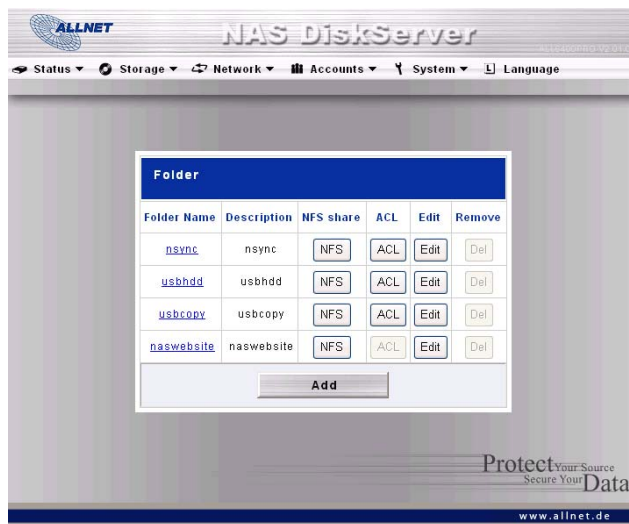 ALLNET
NAS DiskServer
Status Storage Network Accounts System L Language
Folder
Folder Name Description NFS share ACL Edit Remove
nsync nsync NFS ACL Edit Del
usbhdd usbhdd NFS ACL Edit Del
usbcopy usbcopy NFS ACL Edit Del
naswebsite naswebsite NFS ACL Edit Del
Add
Protect Your Source
Secure Your Data
www.allnet.de